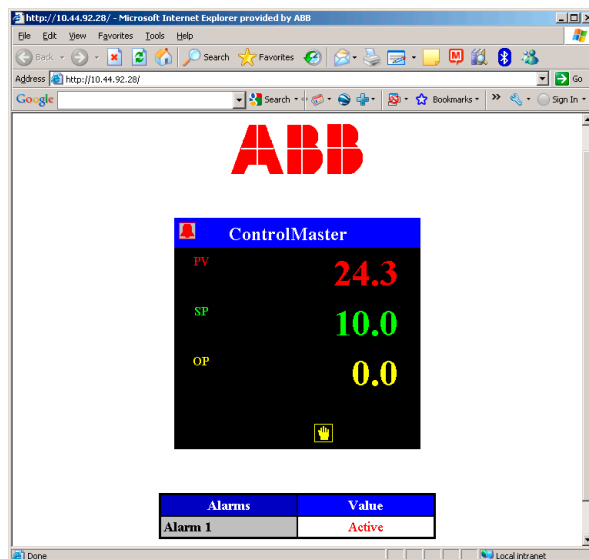 http://10.44.92.28/ - Microsoft Internet Explorer provided by ABB
File Edit View Favorites Tools Help
Back Search Favorites
Address http://10.44.92.28/ Go
Google Search Bookmarks Sign In
ABB
ControlMaster
PV 24.3
SP 10.0
OP 0.0
Alarms Value
Alarm 1 Active
Done Local intranet